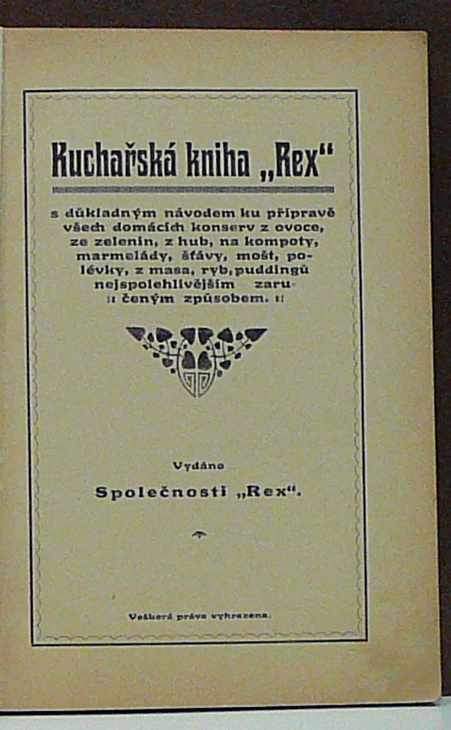 Kuchařská kniha „Rex“
s důkladným návodem ku přípravě
všech domácích konserv z ovoce,
ze zelenin, z hub, na kompoty,
marmelády, šťávy, mošt, po-
lévky, z masa, ryb, puddingů
nejspolehlivějším zaru-
:: čeným způsobem. ::
Vydáno
Společnosti „Rex“.
Veškerá práva vyhrazena.